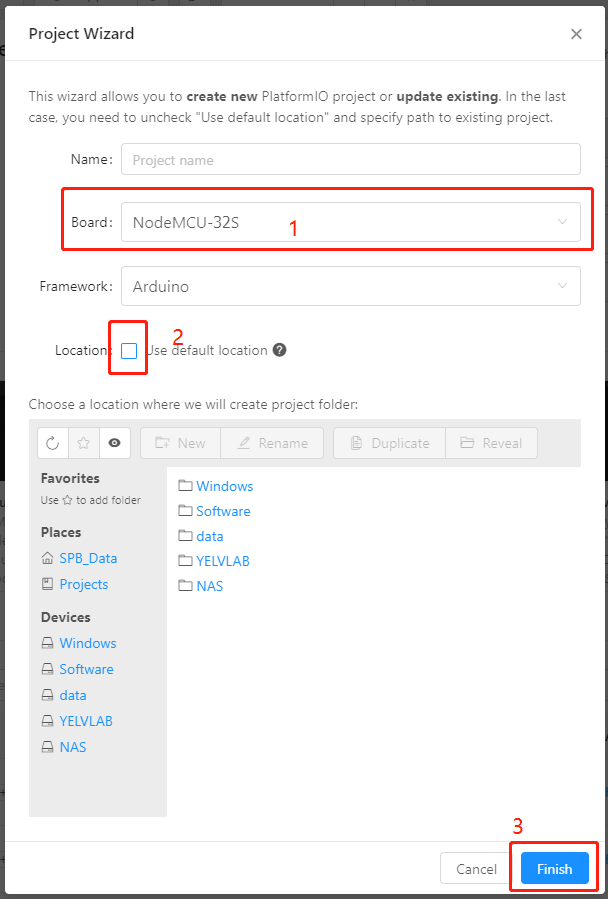 Project Wizard
This wizard allows you to create new PlatformIO project or update existing. In the last
case, you need to uncheck "Use default location" and specify path to existing project.
Name: Project name
Board: NodeMCU-32S 1
Framework: Arduino
2
Location: Use default location ?
Choose a location where we will create project folder:
New Rename Duplicate Reveal
Favorites
Use ☆ to add folder
Places
SPB_Data
Projects
Devices
Windows
Software
data
YELVLAB
NAS
Windows
Software
data
YELVLAB
NAS
3
Cancel Finish